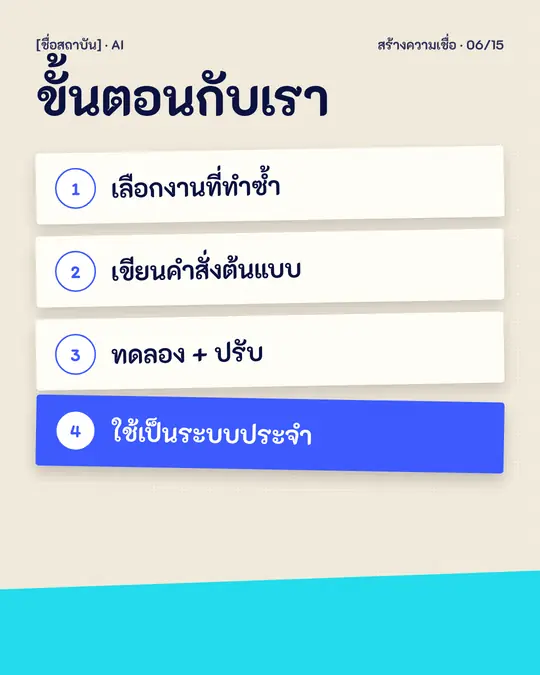 [ชื่อสถาบัน] · AI
สร้างความเชื่อ · 06/15
ขั้นตอนกับเรา
1 เลือกงานที่ทำซ้ำ
2 เขียนคำสั่งต้นแบบ
3 ทดลอง + ปรับ
4 ใช้เป็นระบบประจำ